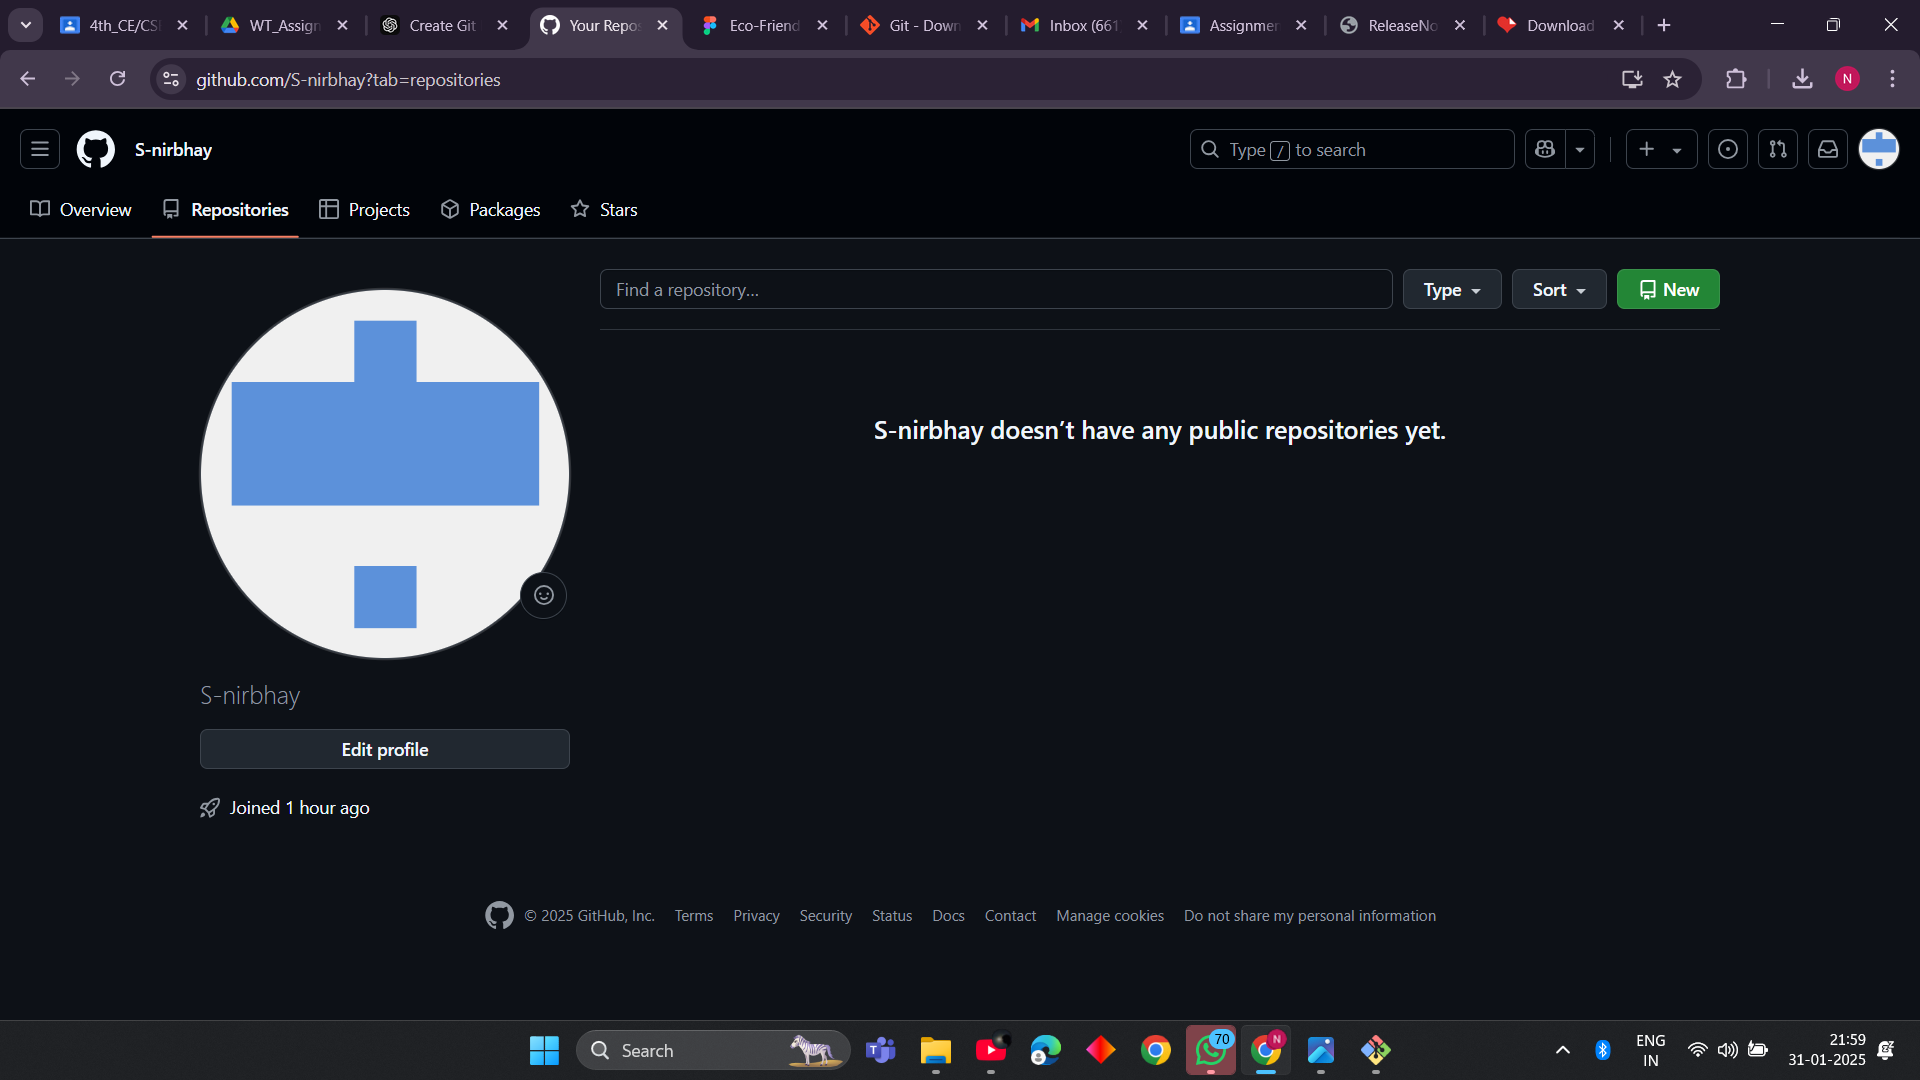 4th_CE/CS
WT_Assign
Create Git
Your Repos
Eco-Friend
Git - Down
Inbox (661
Assignmen
ReleaseNo
Download
github.com/S-nirbhay?tab=repositories
N
S-nirbhay
Type / to search
Overview
Repositories
Projects
Packages
Stars
Find a repository...
Type
Sort
New
S-nirbhay doesn’t have any public repositories yet.
S-nirbhay
Edit profile
Joined 1 hour ago
© 2025 GitHub, Inc. Terms Privacy Security Status Docs Contact Manage cookies Do not share my personal information
Search
T
70
N
ENG
IN
21:59
31-01-2025